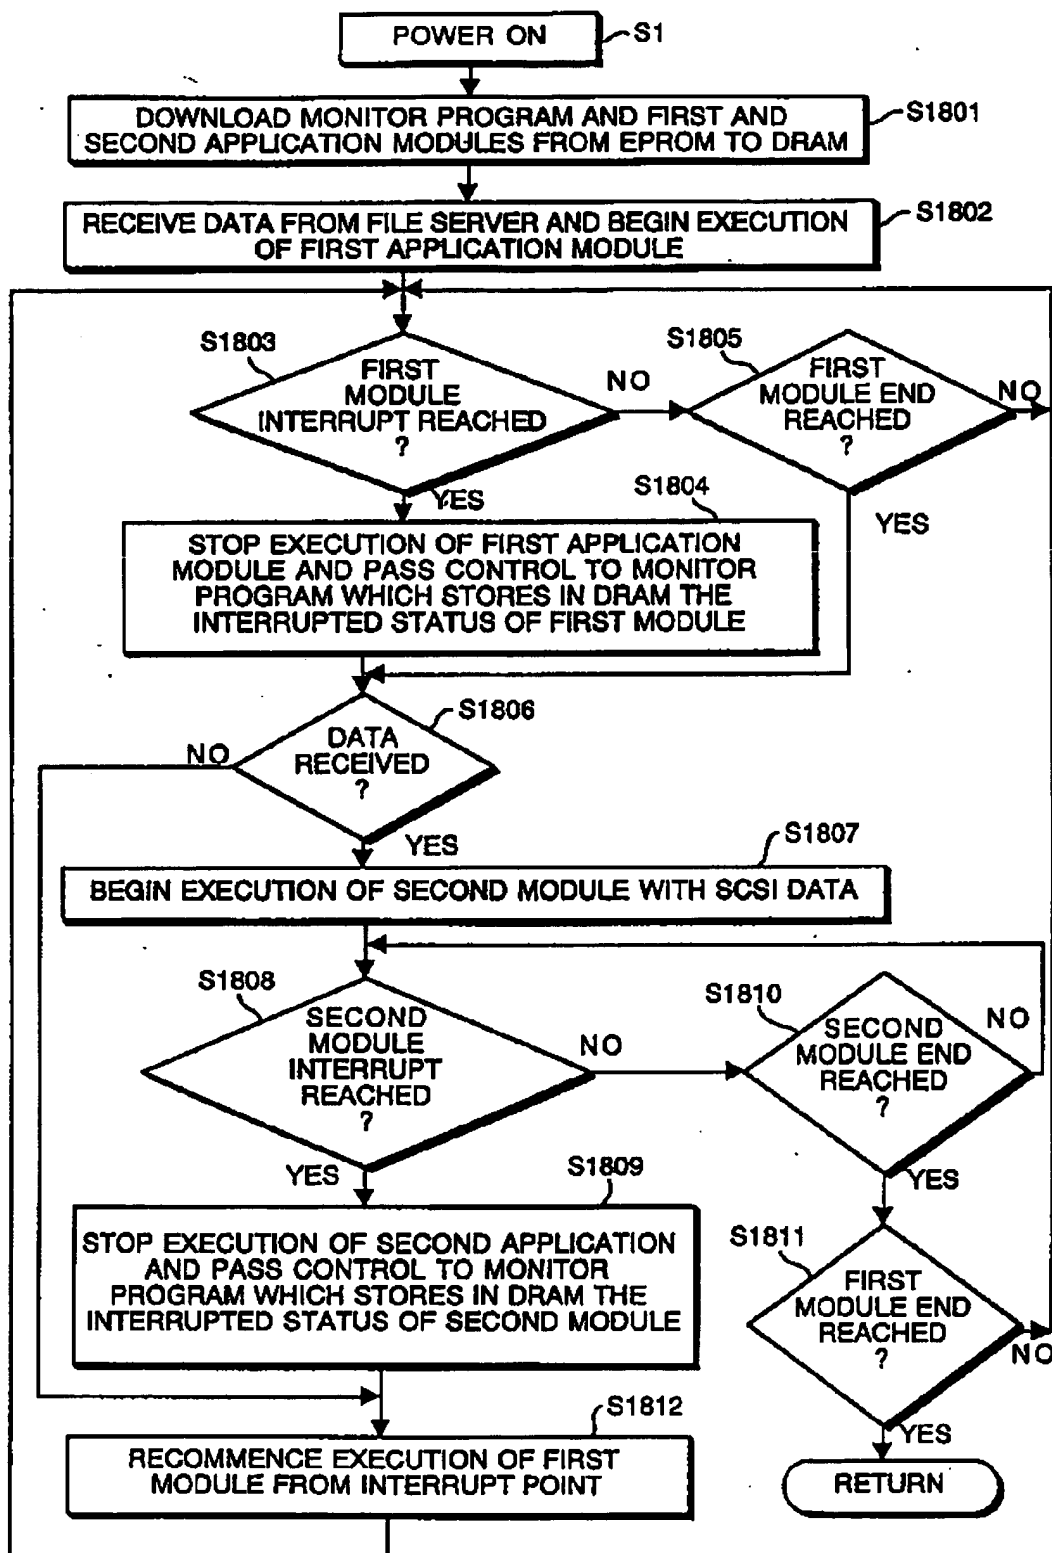 POWER ON
S1
DOWNLOAD MONITOR PROGRAM AND FIRST AND
SECOND APPLICATION MODULES FROM EPROM TO DRAM
S1801
RECEIVE DATA FROM FILE SERVER AND BEGIN EXECUTION
OF FIRST APPLICATION MODULE
S1802
S1803
FIRST
MODULE
INTERRUPT REACHED
?
NO
YES
S1805
FIRST
MODULE END
REACHED
?
NO
YES
S1804
STOP EXECUTION OF FIRST APPLICATION
MODULE AND PASS CONTROL TO MONITOR
PROGRAM WHICH STORES IN DRAM THE
INTERRUPTED STATUS OF FIRST MODULE
S1806
DATA
RECEIVED
?
NO
YES
S1807
BEGIN EXECUTION OF SECOND MODULE WITH SCSI DATA
S1808
SECOND
MODULE
INTERRUPT
REACHED
?
NO
YES
S1810
SECOND
MODULE END
REACHED
?
NO
YES
S1809
STOP EXECUTION OF SECOND APPLICATION
AND PASS CONTROL TO MONITOR
PROGRAM WHICH STORES IN DRAM THE
INTERRUPTED STATUS OF SECOND MODULE
S1811
FIRST
MODULE END
REACHED
?
NO
YES
S1812
RECOMMENCE EXECUTION OF FIRST
MODULE FROM INTERRUPT POINT
RETURN